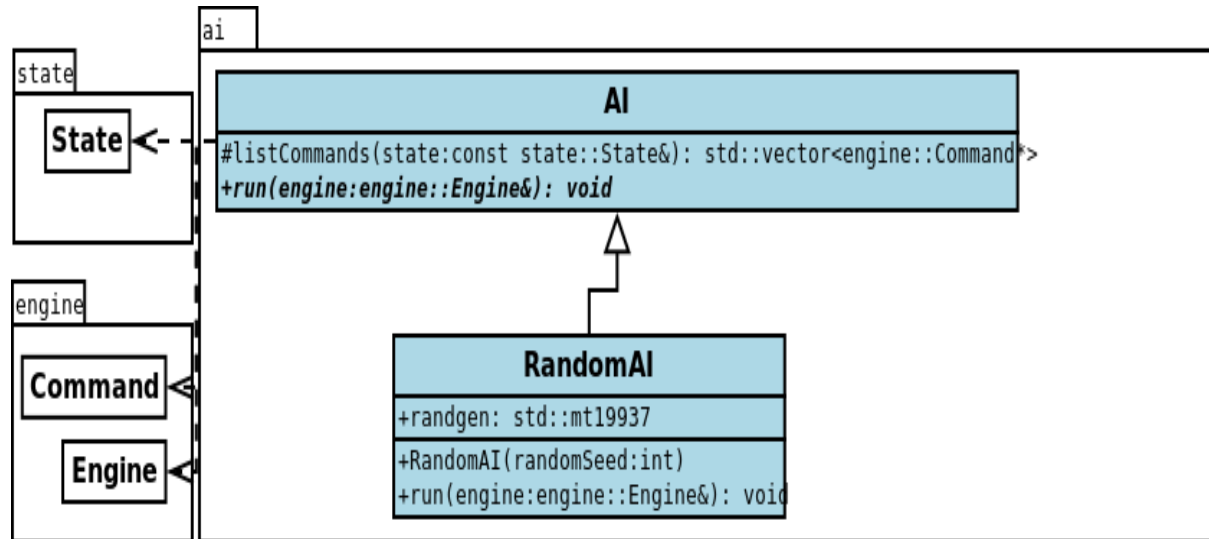 ai
state
State
AI
#listCommands(state:const state::State&): std::vector<engine::Command*>
+run(engine:engine::Engine&): void
engine
Command
Engine
RandomAI
+randgen: std::mt19937
+RandomAI(randomSeed:int)
+run(engine:engine::Engine&): void